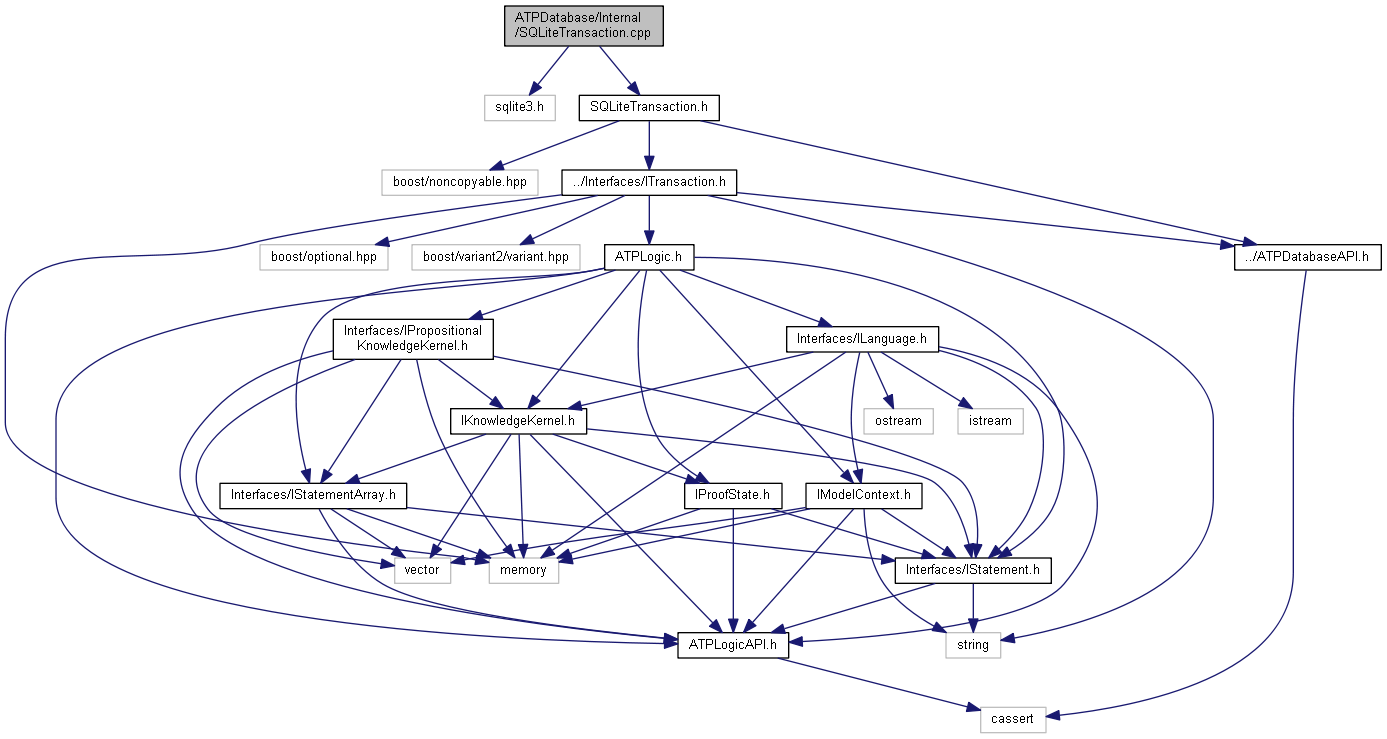 ATPDatabase/Internal
/SQLiteTransaction.cpp
sqlite3.h
SQLiteTransaction.h
boost/noncopyable.hpp
../Interfaces/ITransaction.h
boost/optional.hpp
boost/variant2/variant.hpp
ATPLogic.h
../ATPDatabaseAPI.h
Interfaces/IPropositional
KnowledgeKernel.h
Interfaces/ILanguage.h
IKnowledgeKernel.h
ostream
istream
Interfaces/IStatementArray.h
IProofState.h
IModelContext.h
vector
memory
Interfaces/IStatement.h
ATPLogicAPI.h
string
cassert